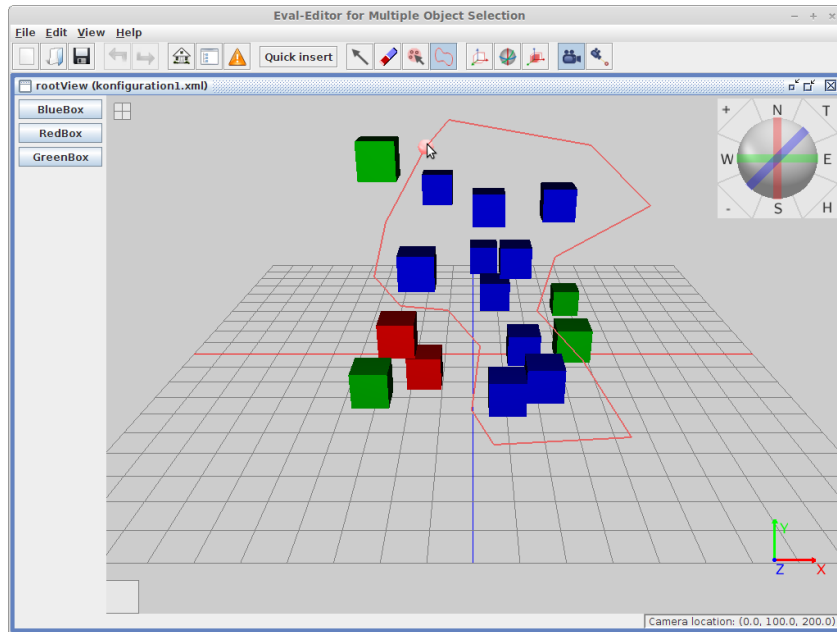 Eval-Editor for Multiple Object Selection
File Edit View Help
Quick insert
rootView (konfiguration1.xml)
BlueBox
RedBox
GreenBox
+ N T
W E
- S H
Y
Z X
Camera location: (0.0, 100.0, 200.0)